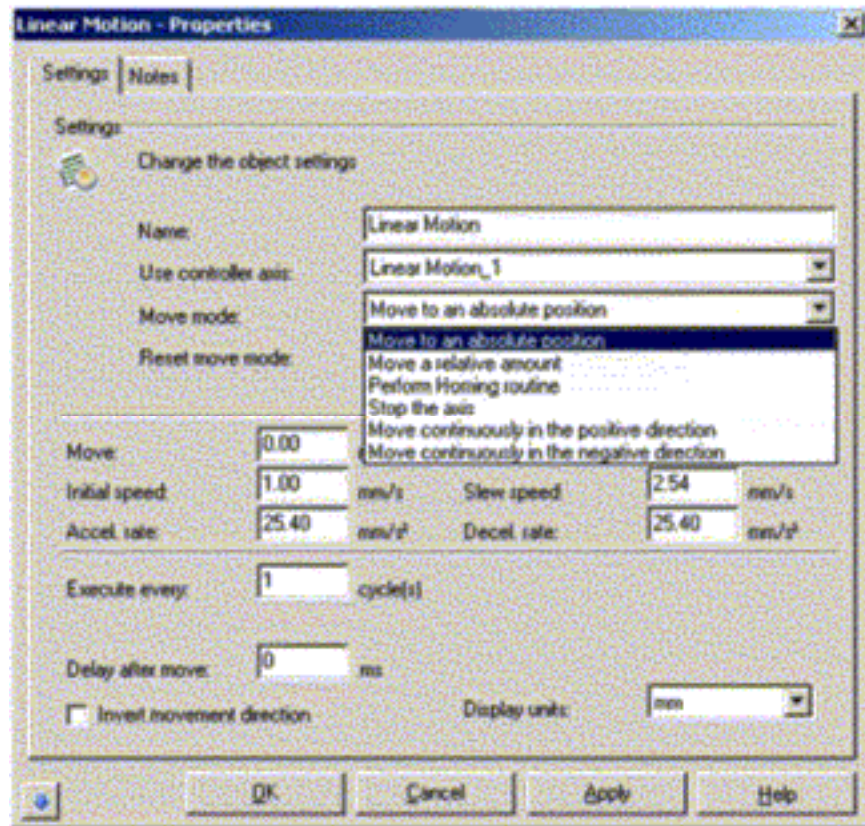 Linear Motion - Properties
Settings Notes
Settings
Change the object settings
Name: Linear Motion
Use controller axis: Linear Motion_1
Move mode: Move to an absolute position
Move to an absolute position
Reset move mode: Move a relative amount
Perform Homing routine
Stop the axis
Move continuously in the positive direction
Move: 0.00 Move continuously in the negative direction
Initial speed: 1.00 mm/s Slew speed: 2.54 mm/s
Accel. rate: 25.40 mm/s² Decel. rate: 25.40 mm/s²
Execute every: 1 cycle(s)
Delay after move: 0 ms
Invert movement direction Display units: mm
OK Cancel Apply Help